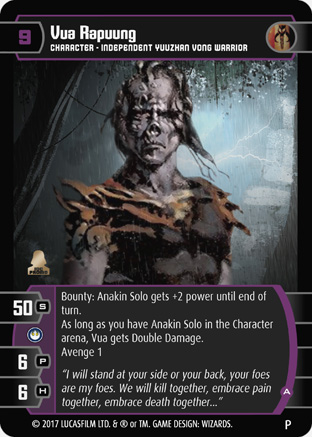 9
Vua Rapuung
CHARACTER - INDEPENDENT YUUZHAN VONG WARRIOR
50 S
6 P
6 H
Bounty: Anakin Solo gets +2 power until end of
turn.
As long as you have Anakin Solo in the Character
arena, Vua gets Double Damage.
Avenge 1
"I will stand at your side or your back, your foes
are my foes. We will kill together, embrace pain
together, embrace death together..."
A
© 2017 LUCASFILM LTD. & ® or TM. GAME DESIGN: WIZARDS.
P